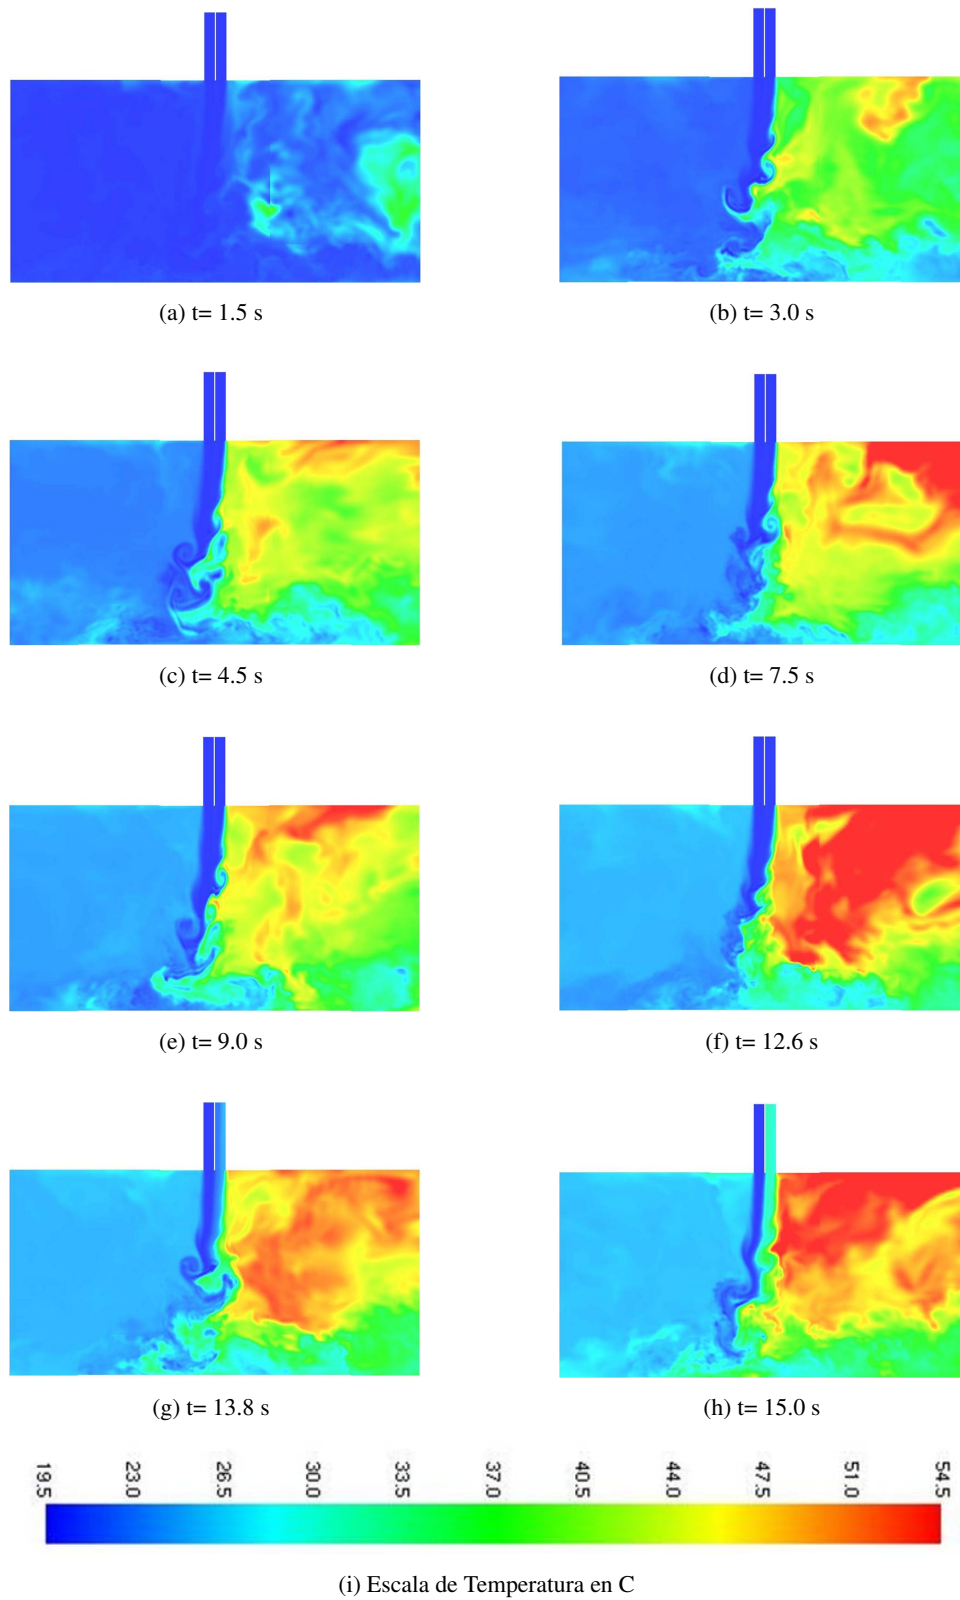 (a) t= 1.5 s
(b) t= 3.0 s
(c) t= 4.5 s
(d) t= 7.5 s
(e) t= 9.0 s
(f) t= 12.6 s
(g) t= 13.8 s
(h) t= 15.0 s
19.5 23.0 26.5 30.0 33.5 37.0 40.5 44.0 47.5 51.0 54.5
(i) Escala de Temperatura en C